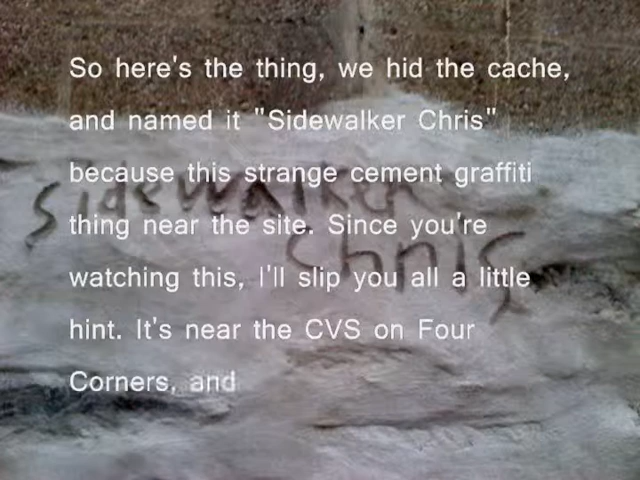 So here's the thing, we hid the cache,
and named it "Sidewalker Chris"
because this strange cement graffiti
thing near the site. Since you're
watching this, I'll slip you all a little
hint. It's near the CVS on Four
Corners, and
Sidewalker
Chris